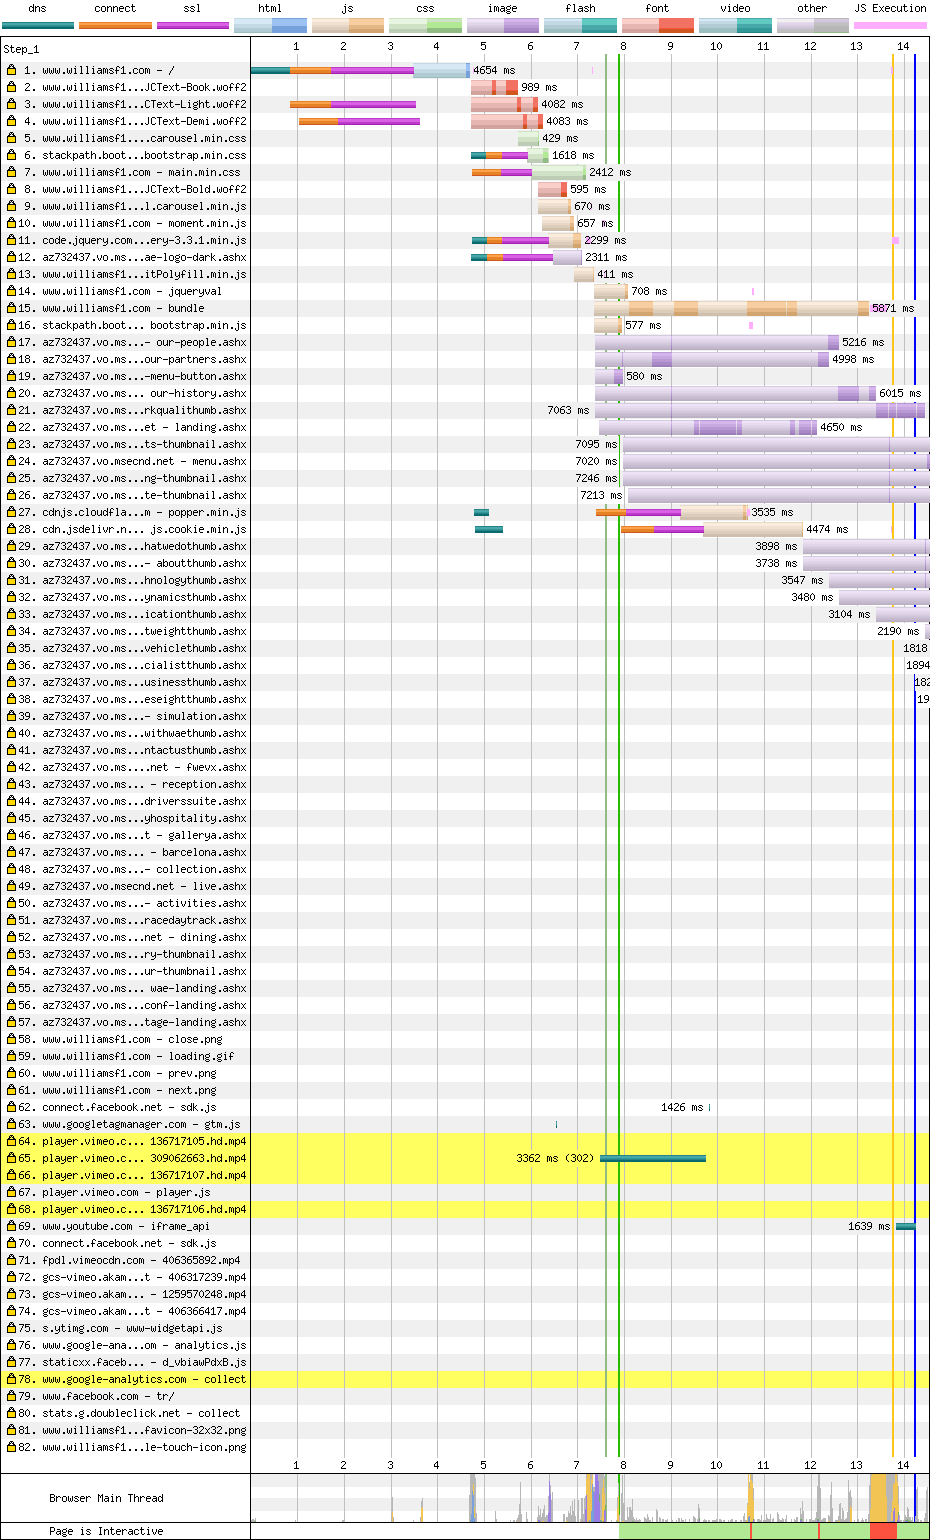 dns connect ssl html js css image flash font video other JS Execution
Step_1 1 2 3 4 5 6 7 8 9 10 11 12 13 14
1. www.williamsf1.com - / 4654 ms
2. www.williamsf1...JCText-Book.woff2 989 ms
3. www.williamsf1...CText-Light.woff2 4082 ms
4. www.williamsf1...JCText-Demi.woff2 4083 ms
5. www.williamsf1....carousel.min.css 429 ms
6. stackpath.boot...bootstrap.min.css 1618 ms
7. www.williamsf1.com - main.min.css 2412 ms
8. www.williamsf1...JCText-Bold.woff2 595 ms
9. www.williamsf1...l.carousel.min.js 670 ms
10. www.williamsf1.com - moment.min.js 657 ms
11. code.jquery.com...ery-3.3.1.min.js 2299 ms
12. az732437.vo.ms...ae-logo-dark.ashx 2311 ms
13. www.williamsf1...itPolyfill.min.js 411 ms
14. www.williamsf1.com - jqueryval 708 ms
15. www.williamsf1.com - bundle 5871 ms
16. stackpath.boot... bootstrap.min.js 577 ms
17. az732437.vo.ms...- our-people.ashx 5216 ms
18. az732437.vo.ms...our-partners.ashx 4998 ms
19. az732437.vo.ms...-menu-button.ashx 580 ms
20. az732437.vo.ms... our-history.ashx 6015 ms
21. az732437.vo.ms...rkqualithumb.ashx 7063 ms
22. az732437.vo.ms...et - landing.ashx 4650 ms
23. az732437.vo.ms...ts-thumbnail.ashx 7095 ms
24. az732437.vo.msecnd.net - menu.ashx 7020 ms
25. az732437.vo.ms...ng-thumbnail.ashx 7246 ms
26. az732437.vo.ms...te-thumbnail.ashx 7213 ms
27. cdnjs.cloudfla...m - popper.min.js 3535 ms
28. cdn.jsdelivr.n... js.cookie.min.js 4474 ms
29. az732437.vo.ms...hatwedothumb.ashx 3898 ms
30. az732437.vo.ms...- aboutthumb.ashx 3738 ms
31. az732437.vo.ms...hnologythumb.ashx 3547 ms
32. az732437.vo.ms...ynamicsthumb.ashx 3480 ms
33. az732437.vo.ms...icationthumb.ashx 3104 ms
34. az732437.vo.ms...tweightthumb.ashx 2190 ms
35. az732437.vo.ms...vehiclethumb.ashx 1818
36. az732437.vo.ms...cialistthumb.ashx 1894
37. az732437.vo.ms...usinessthumb.ashx 182
38. az732437.vo.ms...eseightthumb.ashx 19
39. az732437.vo.ms...- simulation.ashx
40. az732437.vo.ms...withwaethumb.ashx
41. az732437.vo.ms...ntactusthumb.ashx
42. az732437.vo.ms....net - fwevx.ashx
43. az732437.vo.ms... - reception.ashx
44. az732437.vo.ms...driverssuite.ashx
45. az732437.vo.ms...yhospitality.ashx
46. az732437.vo.ms...t - gallerya.ashx
47. az732437.vo.ms... - barcelona.ashx
48. az732437.vo.ms...- collection.ashx
49. az732437.vo.msecnd.net - live.ashx
50. az732437.vo.ms...- activities.ashx
51. az732437.vo.ms...racedaytrack.ashx
52. az732437.vo.ms...net - dining.ashx
53. az732437.vo.ms...ry-thumbnail.ashx
54. az732437.vo.ms...ur-thumbnail.ashx
55. az732437.vo.ms... wae-landing.ashx
56. az732437.vo.ms...conf-landing.ashx
57. az732437.vo.ms...tage-landing.ashx
58. www.williamsf1.com - close.png
59. www.williamsf1.com - loading.gif
60. www.williamsf1.com - prev.png
61. www.williamsf1.com - next.png
62. connect.facebook.net - sdk.js 1426 ms
63. www.googletagmanager.com - gtm.js
64. player.vimeo.c... 136717105.hd.mp4
65. player.vimeo.c... 309062663.hd.mp4 3362 ms (302)
66. player.vimeo.c... 136717107.hd.mp4
67. player.vimeo.com - player.js
68. player.vimeo.c... 136717106.hd.mp4
69. www.youtube.com - iframe_api 1639 ms
70. connect.facebook.net - sdk.js
71. fpdl.vimeocdn.com - 406365892.mp4
72. gcs-vimeo.akam...t - 406317239.mp4
73. gcs-vimeo.akam... - 1259570248.mp4
74. gcs-vimeo.akam...t - 406366417.mp4
75. s.ytimg.com - www-widgetapi.js
76. www.google-ana...om - analytics.js
77. staticxx.faceb... - d_vbiawPdxB.js
78. www.google-analytics.com - collect
79. www.facebook.com - tr/
80. stats.g.doubleclick.net - collect
81. www.williamsf1...favicon-32x32.png
82. www.williamsf1...le-touch-icon.png
1 2 3 4 5 6 7 8 9 10 11 12 13 14
Browser Main Thread
Page is Interactive